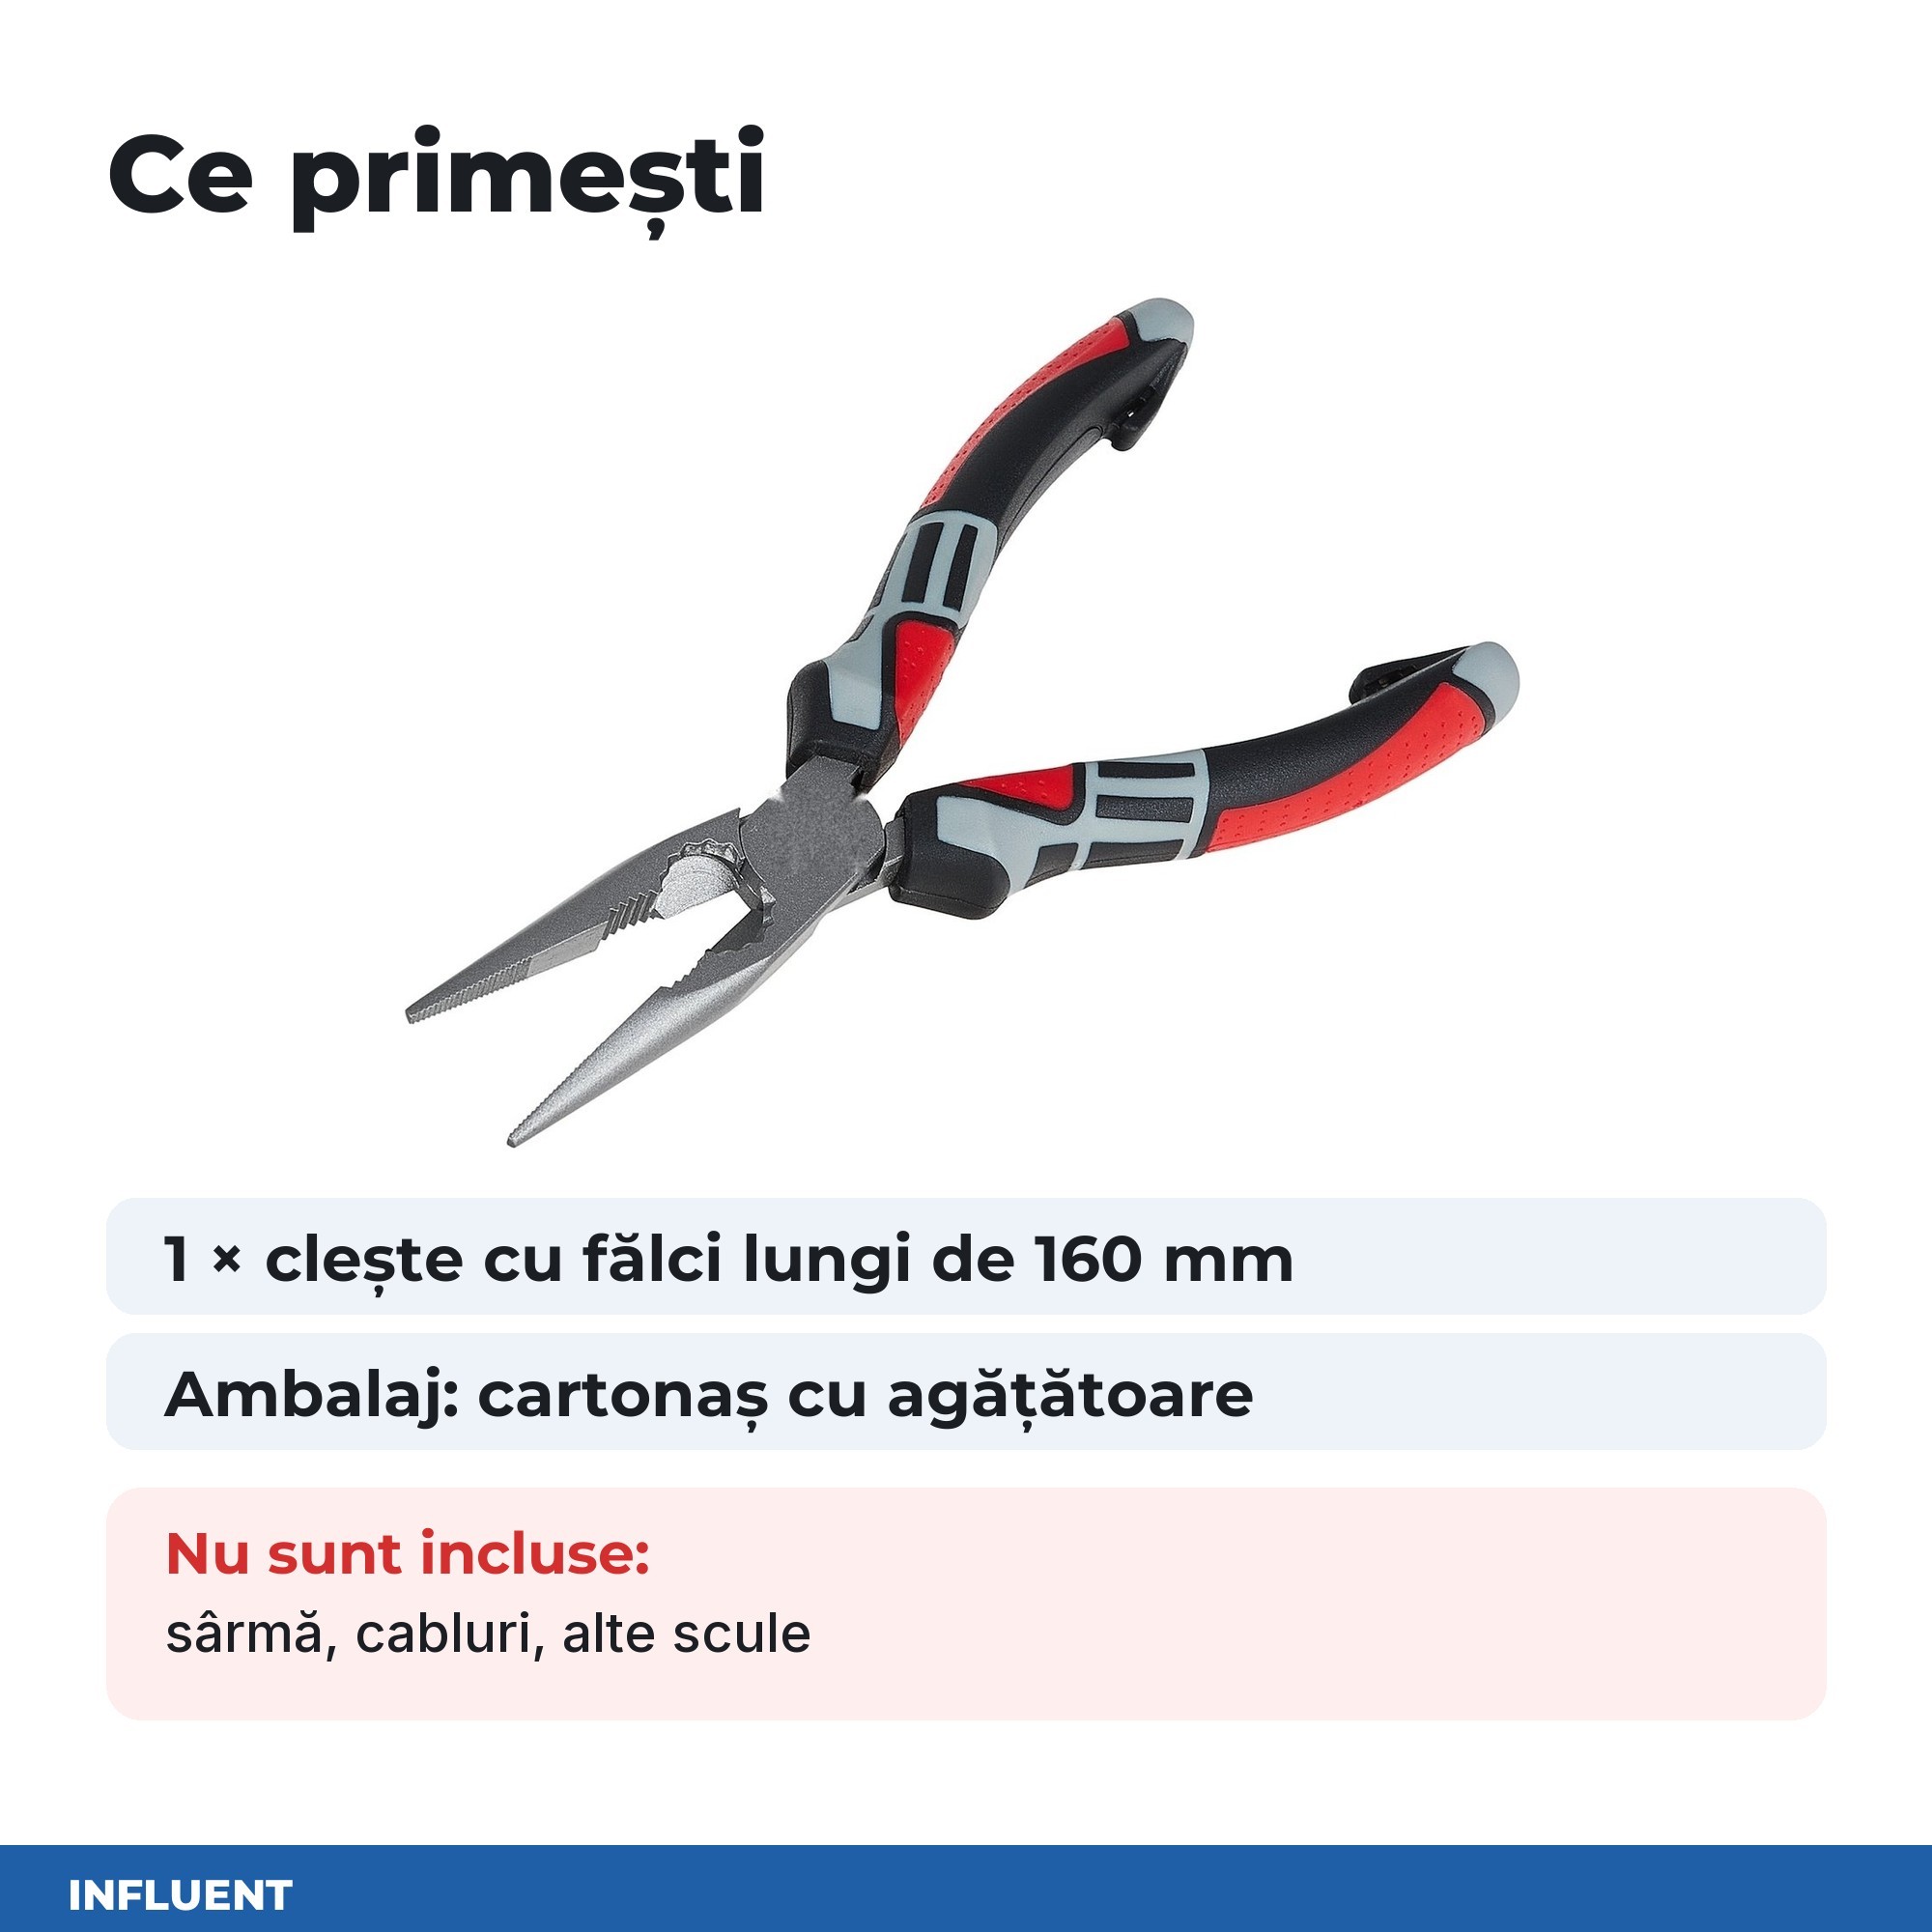 Ce primești
1 × clește cu fălci lungi de 160 mm
Ambalaj: cartonaș cu agățătoare
Nu sunt incluse:
sârmă, cabluri, alte scule
INFLUENT